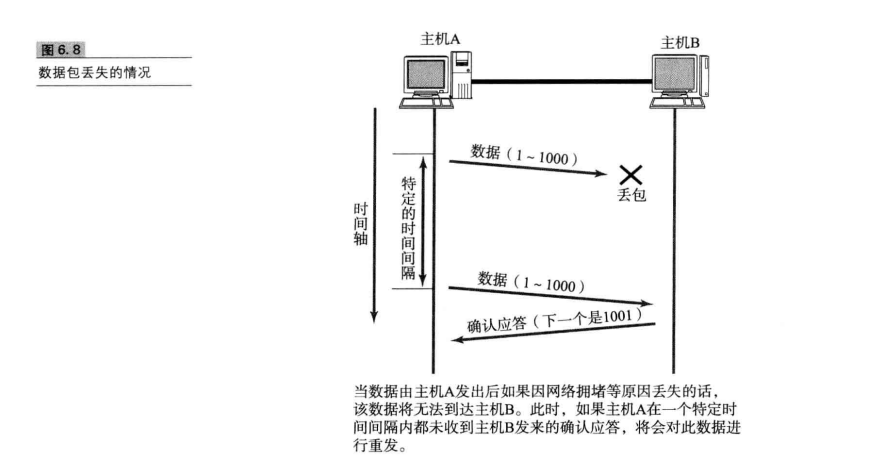 图 6.8
数据包丢失的情况
主机A
主机B
数据（1～1000）
丢包
特定的时间间隔
时间轴
数据（1～1000）
确认应答（下一个是1001）
当数据由主机A发出后如果因网络拥堵等原因丢失的话，
该数据将无法到达主机B。此时，如果主机A在一个特定时
间间隔内都未收到主机B发来的确认应答，将会对此数据进
行重发。